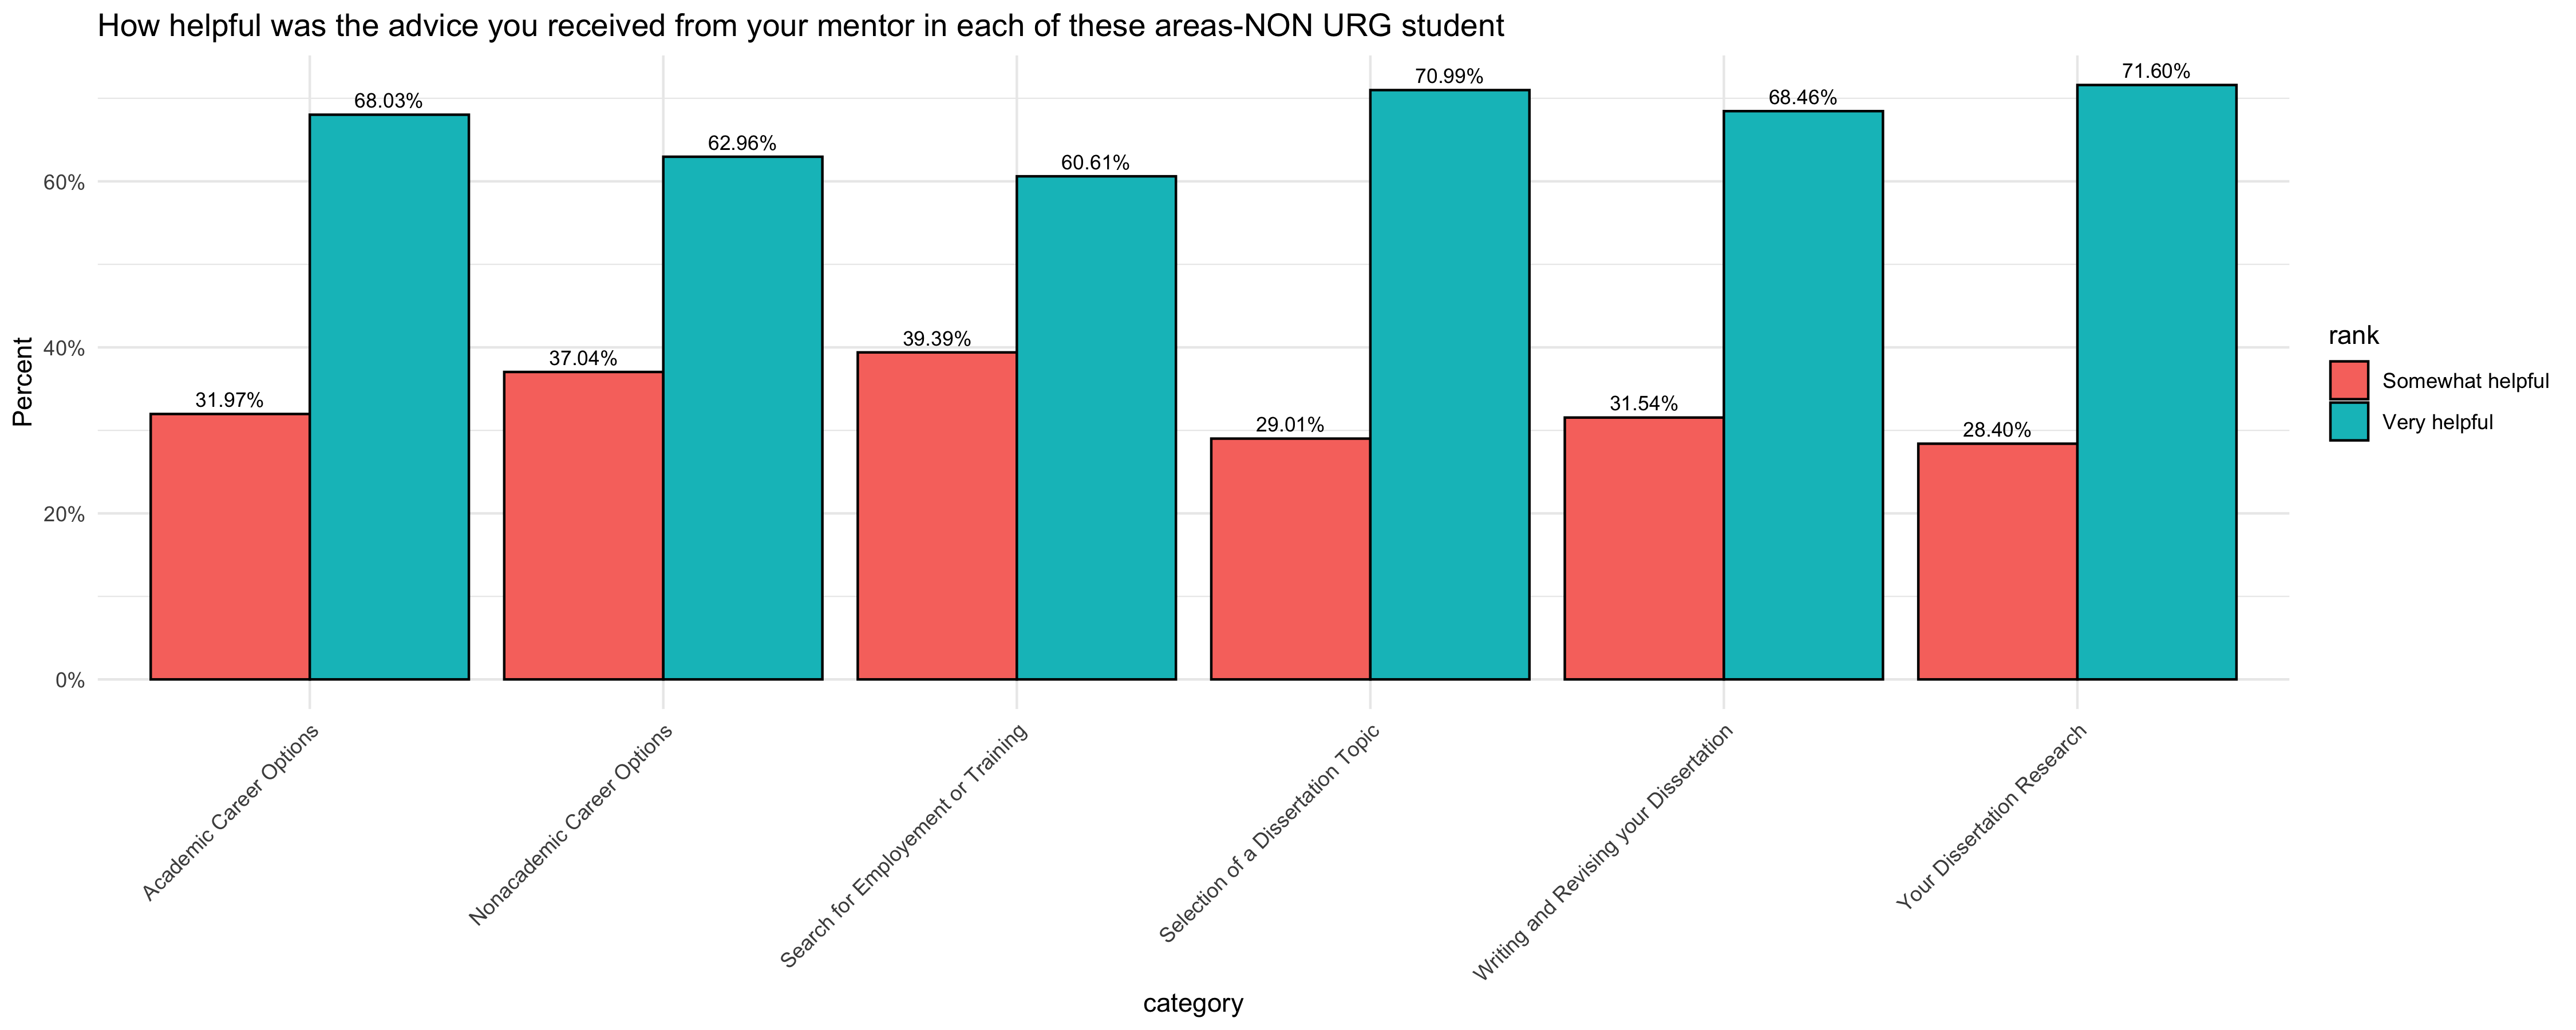 How helpful was the advice you received from your mentor in each of these areas-NON URG student
Percent
60%
40%
20%
0%
31.97%
68.03%
37.04%
62.96%
39.39%
60.61%
29.01%
70.99%
31.54%
68.46%
28.40%
71.60%
Academic Career Options
Nonacademic Career Options
Search for Employement or Training
Selection of a Dissertation Topic
Writing and Revising your Dissertation
Your Dissertation Research
category
rank
Somewhat helpful
Very helpful